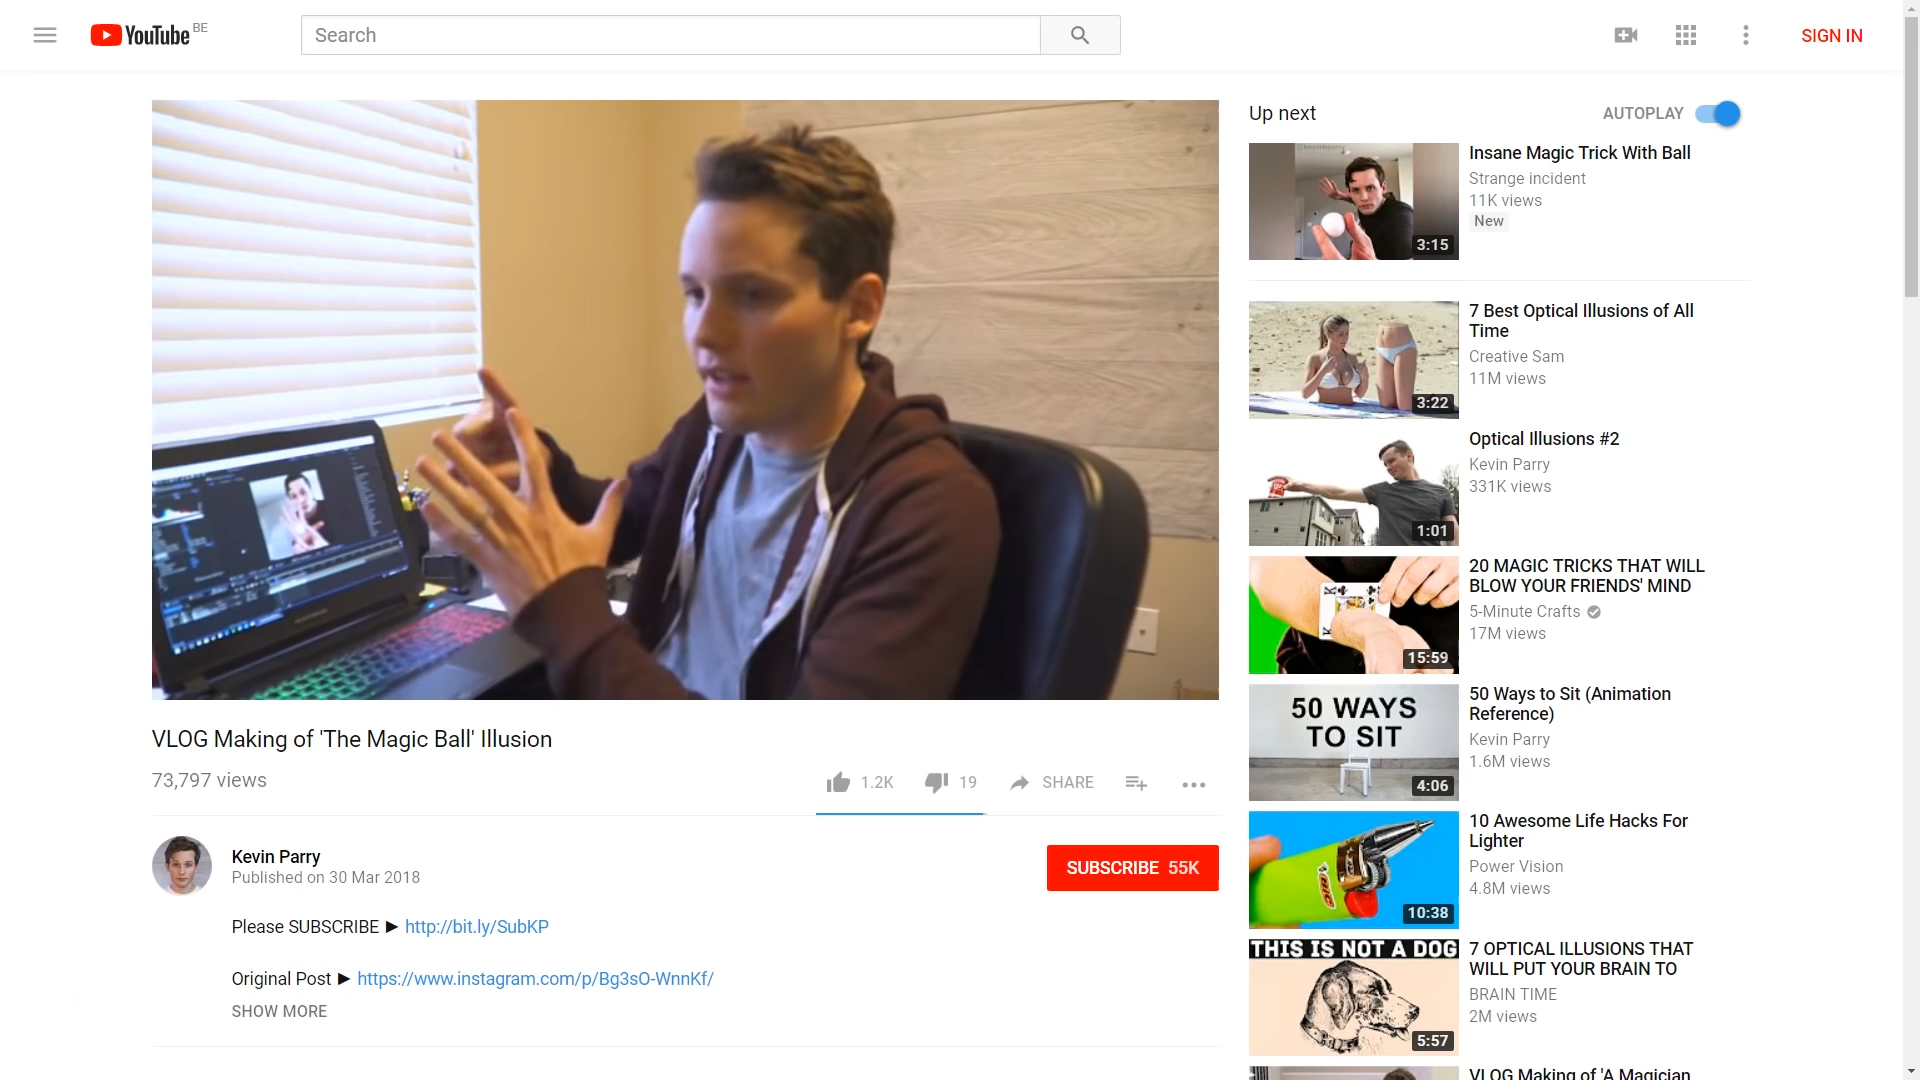 YouTube BE
Search
SIGN IN
VLOG Making of 'The Magic Ball' Illusion
73,797 views
1.2K
19
SHARE
Kevin Parry
Published on 30 Mar 2018
SUBSCRIBE 55K
Please SUBSCRIBE ► http://bit.ly/SubKP
Original Post ► https://www.instagram.com/p/Bg3sO-WnnKf/
SHOW MORE
Up next
AUTOPLAY
3:15
Insane Magic Trick With Ball
Strange incident
11K views
New
3:22
7 Best Optical Illusions of All
Time
Creative Sam
11M views
1:01
Optical Illusions #2
Kevin Parry
331K views
K
K
15:59
20 MAGIC TRICKS THAT WILL
BLOW YOUR FRIENDS' MIND
5-Minute Crafts
17M views
50 WAYS
TO SIT
4:06
50 Ways to Sit (Animation
Reference)
Kevin Parry
1.6M views
BIC
10:38
10 Awesome Life Hacks For
Lighter
Power Vision
4.8M views
THIS IS NOT A DOG
5:57
7 OPTICAL ILLUSIONS THAT
WILL PUT YOUR BRAIN TO
BRAIN TIME
2M views
VLOG Making of 'A Magician